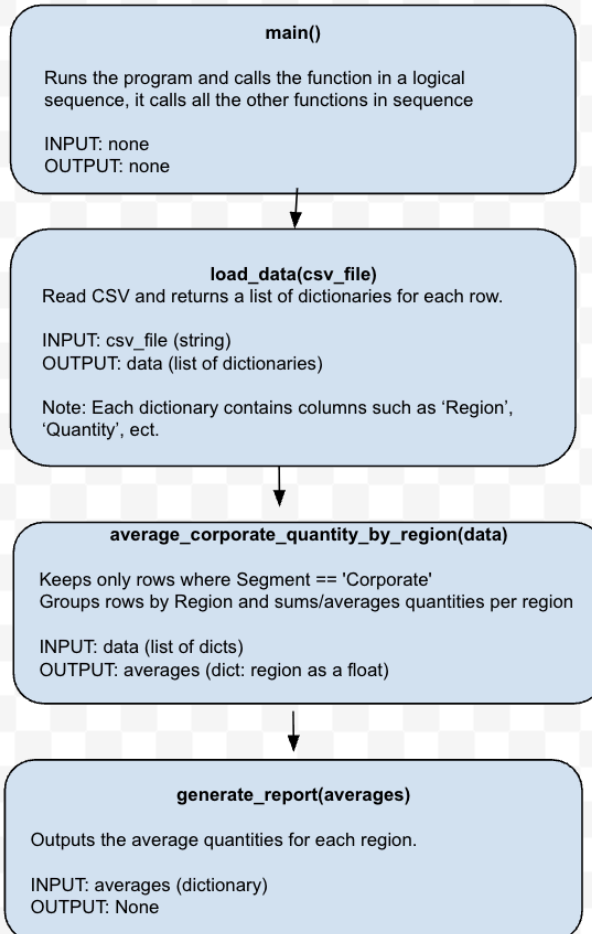 main()
Runs the program and calls the function in a logical
sequence, it calls all the other functions in sequence
INPUT: none
OUTPUT: none
load_data(csv_file)
Read CSV and returns a list of dictionaries for each row.
INPUT: csv_file (string)
OUTPUT: data (list of dictionaries)
Note: Each dictionary contains columns such as ‘Region’,
‘Quantity’, ect.
average_corporate_quantity_by_region(data)
Keeps only rows where Segment == 'Corporate'
Groups rows by Region and sums/averages quantities per region
INPUT: data (list of dicts)
OUTPUT: averages (dict: region as a float)
generate_report(averages)
Outputs the average quantities for each region.
INPUT: averages (dictionary)
OUTPUT: None